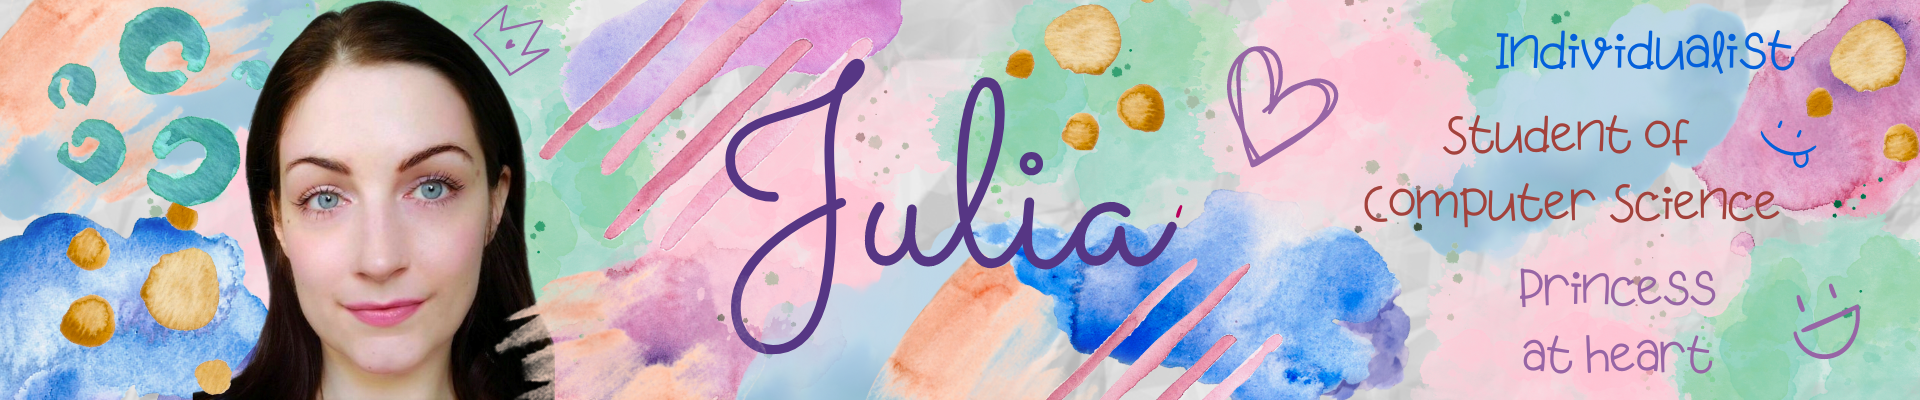 Julia
Individualist
Student of
Computer Science
Princess
at heart